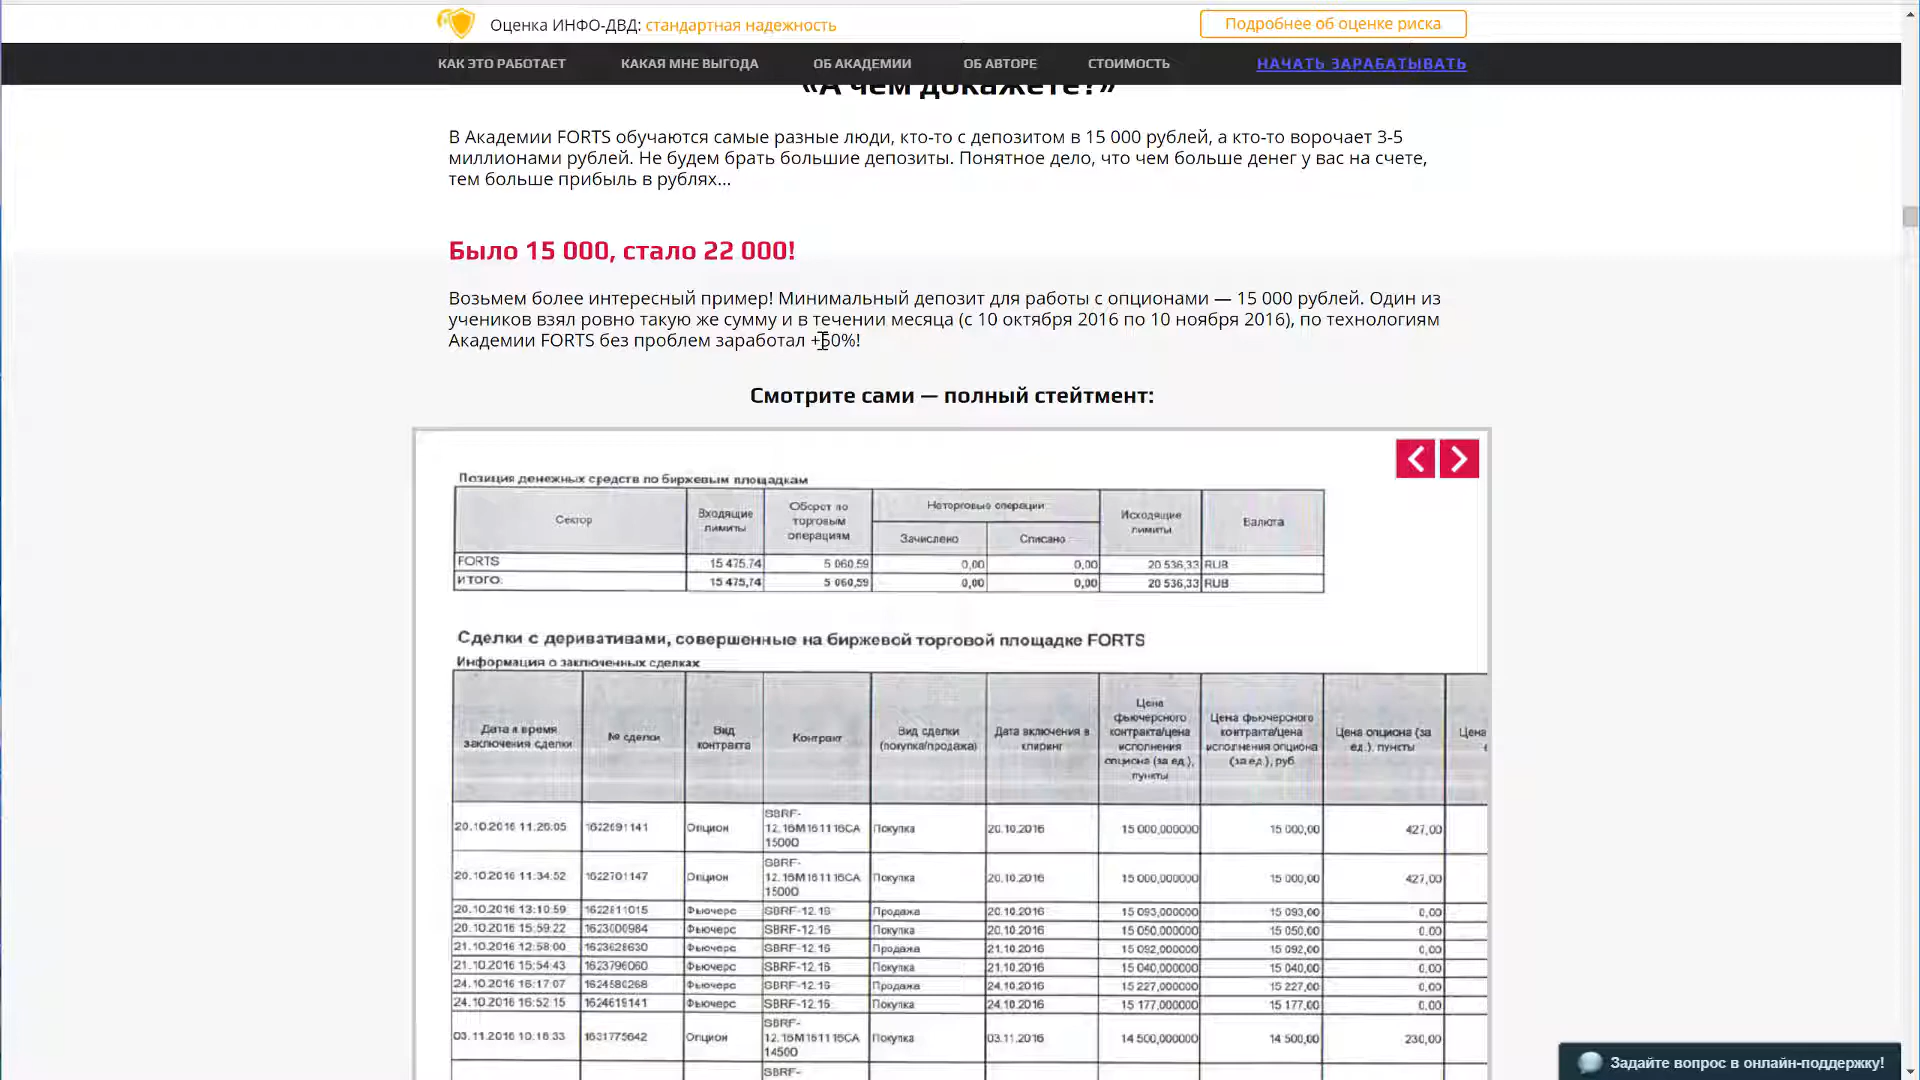 Оценка ИНФО-ДВД: стандартная надежность
Подробнее об оценке риска
КАК ЭТО РАБОТАЕТ КАКАЯ МНЕ ВЫГОДА ОБ АКАДЕМИИ ОБ АВТОРЕ СТОИМОСТЬ НАЧАТЬ ЗАРАБАТЫВАТЬ
«А чем докажете?»
В Академии FORTS обучаются самые разные люди, кто-то с депозитом в 15 000 рублей, а кто-то ворочает 3-5
миллионами рублей. Не будем брать большие депозиты. Понятное дело, что чем больше денег у вас на счете,
тем больше прибыль в рублях...
Было 15 000, стало 22 000!
Возьмем более интересный пример! Минимальный депозит для работы с опционами — 15 000 рублей. Один из
учеников взял ровно такую же сумму и в течении месяца (с 10 октября 2016 по 10 ноября 2016), по технологиям
Академии FORTS без проблем заработал
Смотрите сами — полный стейтмент:
Позиция денежных средств по биржевым площадкам
Сектор
Входящие лимиты
Оборот по торговым операциям
Неторговые операции
Зачислено
Списано
Исходящие лимиты
Валюта
FORTS 15 475,74 5 060,59 0,00 0,00 20 536,33 RUB
ИТОГО: 15 475,74 5 060,59 0,00 0,00 20 536,33 RUB
Сделки с деривативами, совершенные на биржевой торговой площадке FORTS
Информация о заключенных сделках
Дата и время заключения сделки
№ сделки
Вид контракта
Контракт
Вид сделки (покупка/продажа)
Дата включения в клиринг
Цена фьючерсного контракта/цена исполнения опциона (за ед.), пункты
Цена фьючерсного контракта/цена исполнения опциона (за ед.), руб
Цена опциона (за ед.), пункты
Цена
20.10.2016 11:26:05 1622691141 Опцион SBRF-12.16M161116CA 15000 Покупка 20.10.2016 15 000,000000 15 000,00 427,00
20.10.2016 11:34:52 1622701147 Опцион SBRF-12.16M161116CA 15000 Покупка 20.10.2016 15 000,000000 15 000,00 427,00
20.10.2016 13:10:59 1622811015 Фьючерс SBRF-12.16 Продажа 20.10.2016 15 093,000000 15 093,00 0,00
20.10.2016 15:59:22 1623000984 Фьючерс SBRF-12.16 Покупка 20.10.2016 15 050,000000 15 050,00 0,00
21.10.2016 12:58:00 1623628630 Фьючерс SBRF-12.16 Продажа 21.10.2016 15 092,000000 15 092,00 0,00
21.10.2016 15:54:43 1623796060 Фьючерс SBRF-12.16 Покупка 21.10.2016 15 040,000000 15 040,00 0,00
24.10.2016 16:17:07 1624580268 Фьючерс SBRF-12.16 Продажа 24.10.2016 15 227,000000 15 227,00 0,00
24.10.2016 16:52:15 1624619141 Фьючерс SBRF-12.16 Покупка 24.10.2016 15 177,000000 15 177,00 0,00
03.11.2016 10:16:33 1631775642 Опцион SBRF-12.16M161116CA 14500 Покупка 03.11.2016 14 500,000000 14 500,00 230,00
SBRF-
Задайте вопрос в онлайн-поддержку!